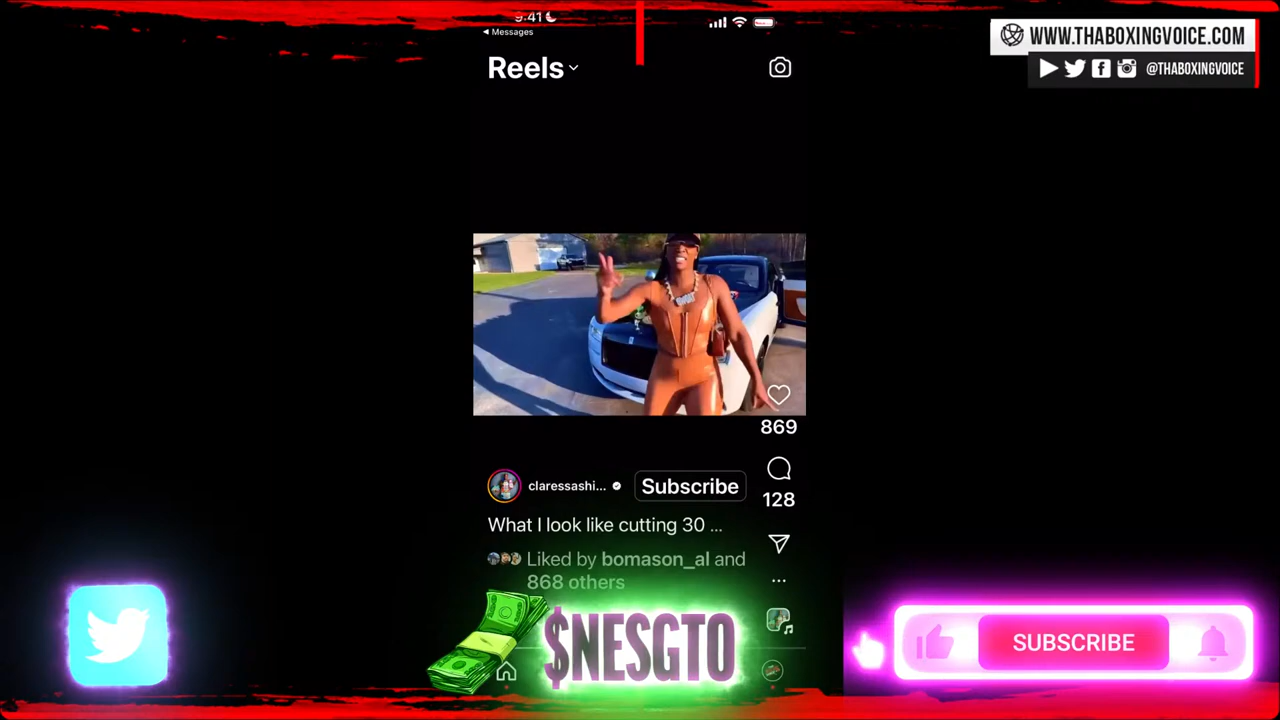 9:41
Messages
Reels
WWW.THABOXINGVOICE.COM
@THABOXINGVOICE
869
claressashi... Subscribe
128
What I look like cutting 30 ...
Liked by bomason_al and
868 others
$NESGTO
SUBSCRIBE